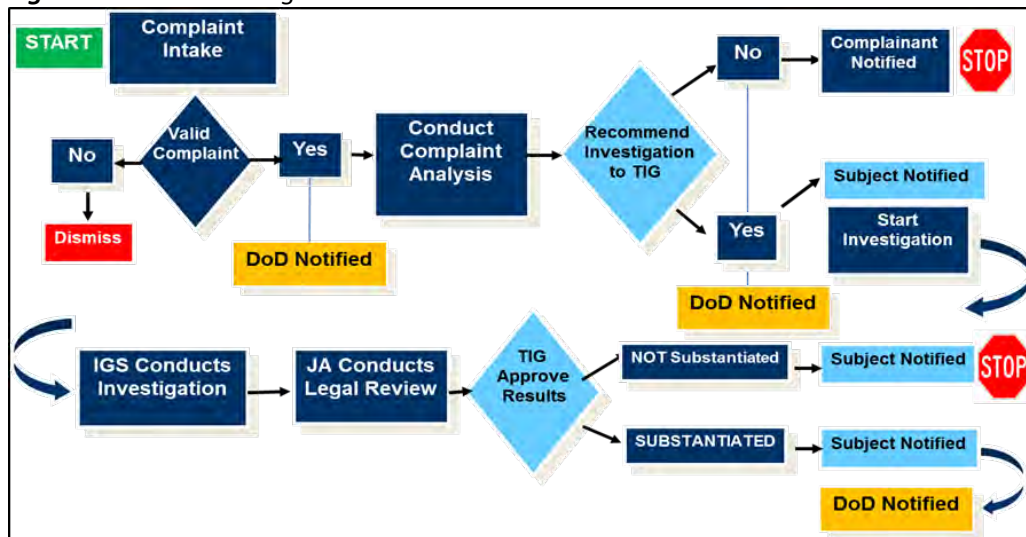 START
Complaint
Intake
Valid
Complaint
No
Dismiss
Yes
DoD Notified
Conduct
Complaint
Analysis
Recommend
Investigation
to TIG
No
Complainant
Notified
STOP
Yes
DoD Notified
Subject Notified
Start
Investigation
IGS Conducts
Investigation
JA Conducts
Legal Review
TIG
Approve
Results
NOT Substantiated
Subject Notified
STOP
SUBSTANTIATED
Subject Notified
DoD Notified